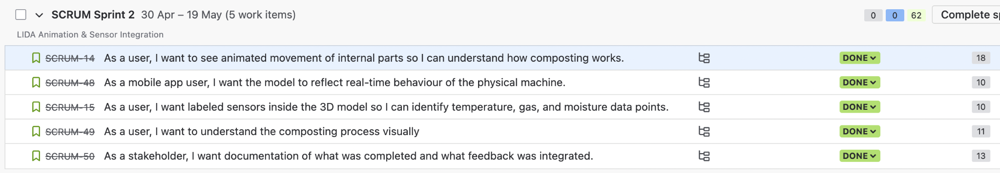 SCRUM Sprint 2 30 Apr – 19 May (5 work items) 0 0 62 Complete sp
LIDA Animation & Sensor Integration
SCRUM-14 As a user, I want to see animated movement of internal parts so I can understand how composting works. DONE 18
SCRUM-48 As a mobile app user, I want the model to reflect real-time behaviour of the physical machine. DONE 10
SCRUM-15 As a user, I want labeled sensors inside the 3D model so I can identify temperature, gas, and moisture data points. DONE 10
SCRUM-49 As a user, I want to understand the composting process visually DONE 11
SCRUM-50 As a stakeholder, I want documentation of what was completed and what feedback was integrated. DONE 13